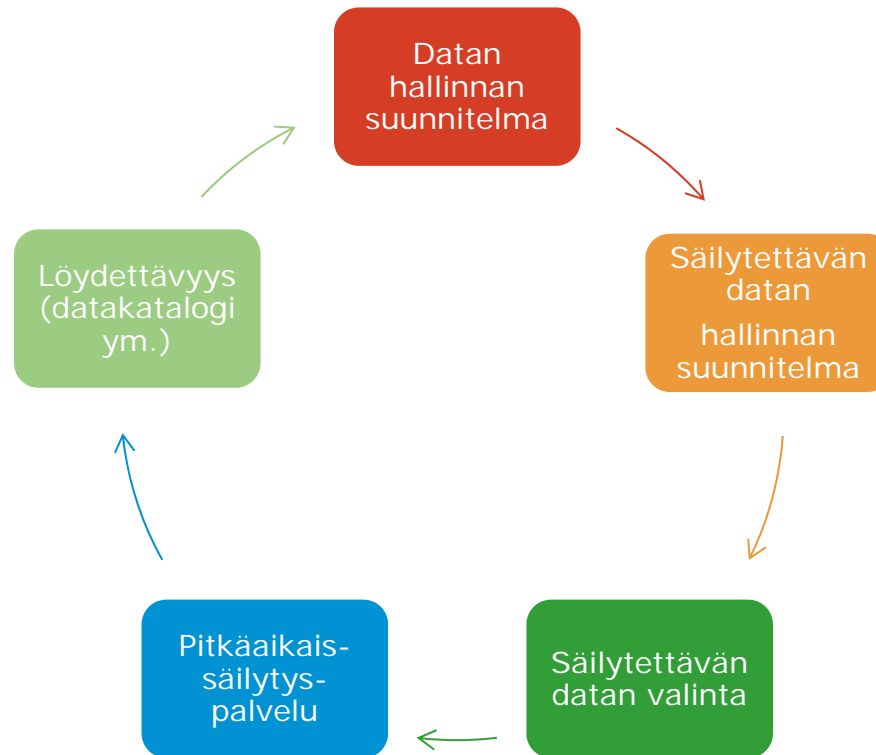 Datan
hallinnan
suunnitelma
Säilytettävän
datan
hallinnan
suunnitelma
Säilytettävän
datan valinta
Pitkäaikais-
säilytys-
palvelu
Löydettävyys
(datakatalogi
ym.)